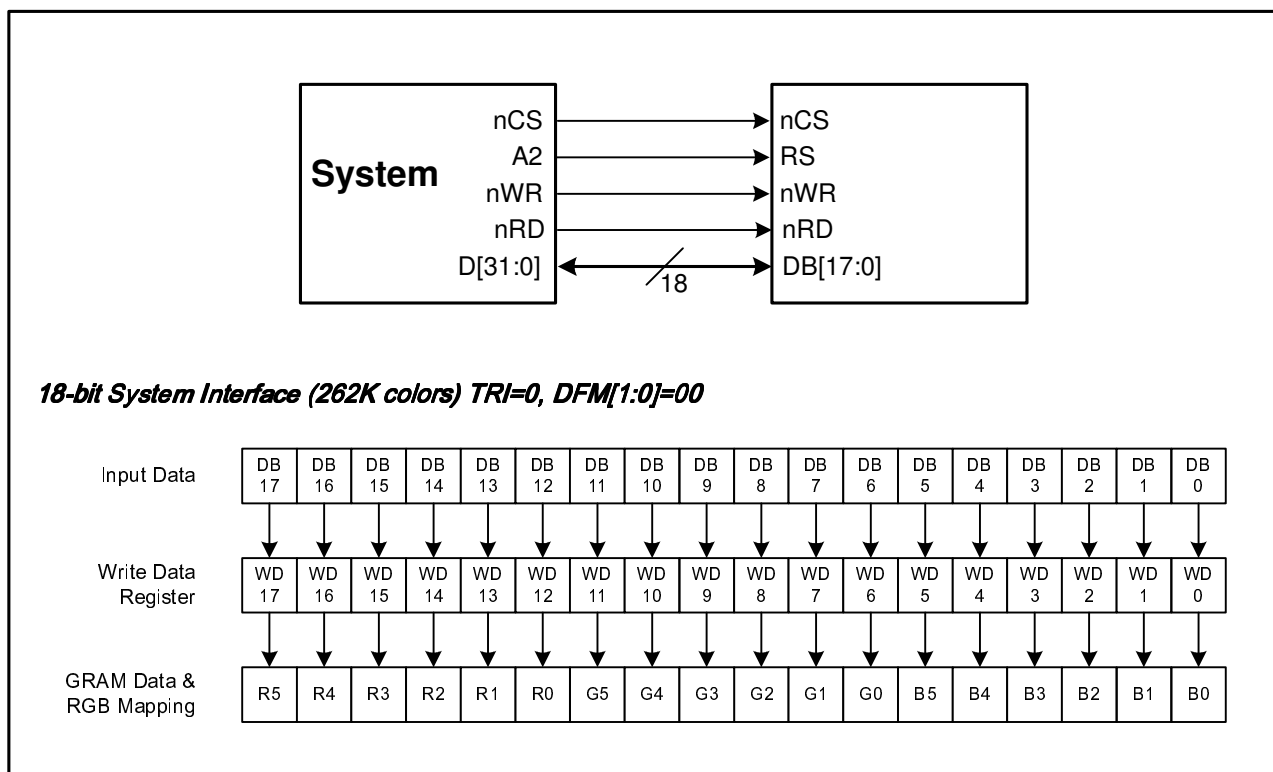 nCS nCS
System A2 RS
nWR nWR
nRD nRD
D[31:0] 18 DB[17:0]
18-bit System Interface (262K colors) TRI=0, DFM[1:0]=00
Input Data DB 17 DB 16 DB 15 DB 14 DB 13 DB 12 DB 11 DB 10 DB 9 DB 8 DB 7 DB 6 DB 5 DB 4 DB 3 DB 2 DB 1 DB 0
Write Data Register WD 17 WD 16 WD 15 WD 14 WD 13 WD 12 WD 11 WD 10 WD 9 WD 8 WD 7 WD 6 WD 5 WD 4 WD 3 WD 2 WD 1 WD 0
GRAM Data & RGB Mapping R5 R4 R3 R2 R1 R0 G5 G4 G3 G2 G1 G0 B5 B4 B3 B2 B1 B0